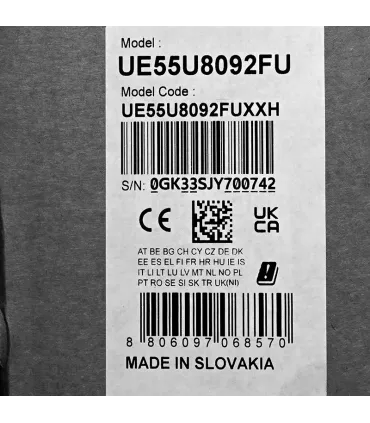 Model :
UE55U8092FU
Model Code :
UE55U8092FUXXH
S/N: 0GK33SJY700742
CE
UK
CA
AT BE BG CH CY CZ DE DK
EE ES EL FI FR HR HU IE IS
IT LI LT LU LV MT NL NO PL
PT RO SE SI SK TR UK(NI)
8 806097 068570
MADE IN SLOVAKIA